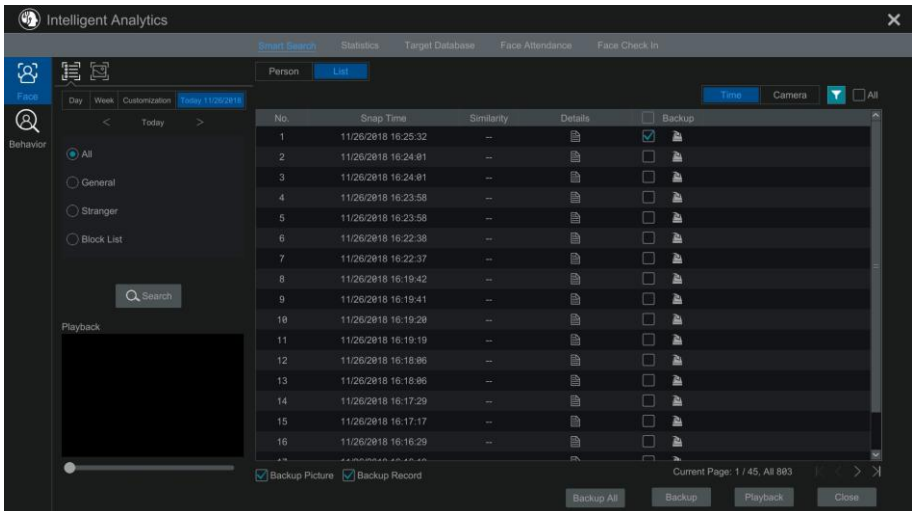 Intelligent Analytics
Smart Search Statistics Target Database Face Attendance Face Check In
Face
Behavior
Day Week Customization Today 11/26/2018
< Today >
All
General
Stranger
Block List
Search
Playback
Person List
Time Camera All
No. Snap Time Similarity Details Backup
1 11/26/2018 16:25:32 --
2 11/26/2018 16:24:01 --
3 11/26/2018 16:24:01 --
4 11/26/2018 16:23:58 --
5 11/26/2018 16:23:58 --
6 11/26/2018 16:22:38 --
7 11/26/2018 16:22:37 --
8 11/26/2018 16:19:42 --
9 11/26/2018 16:19:41 --
10 11/26/2018 16:19:20 --
11 11/26/2018 16:19:19 --
12 11/26/2018 16:18:06 --
13 11/26/2018 16:18:06 --
14 11/26/2018 16:17:29 --
15 11/26/2018 16:17:17 --
16 11/26/2018 16:16:29 --
Backup Picture Backup Record
Current Page: 1 / 45, All 803
Backup All Backup Playback Close